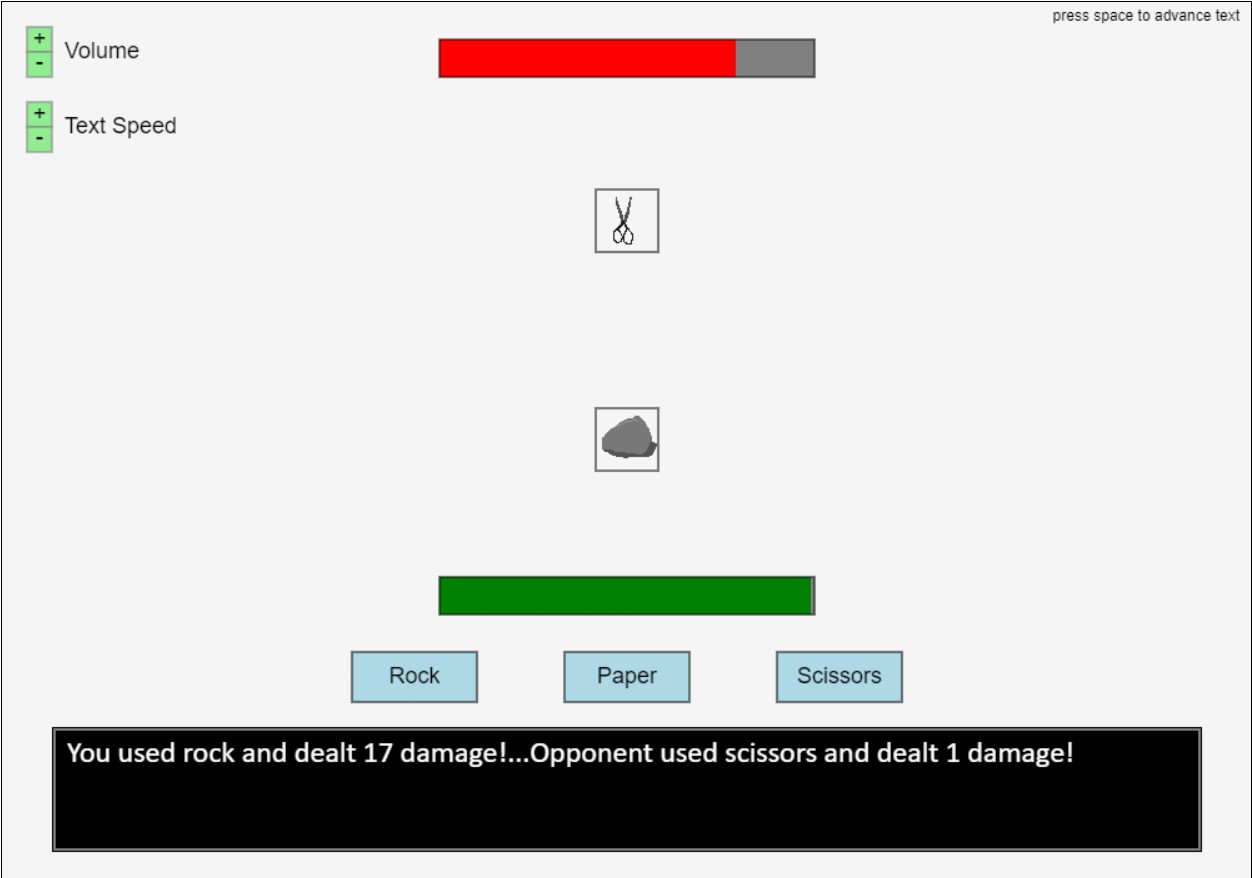 press space to advance text
+
-
Volume
+
-
Text Speed
Rock
Paper
Scissors
You used rock and dealt 17 damage!...Opponent used scissors and dealt 1 damage!